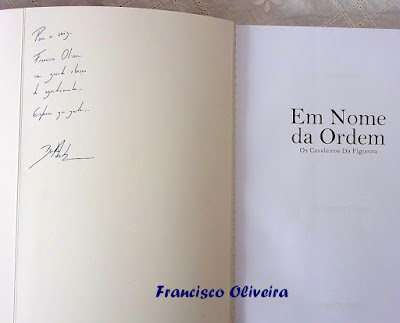 Para o amigo
Francisco Oliveira
um grande abraço
de agradecimento.
Espero que goste...
Em Nome
da Ordem
Os Cavaleiros Da Figueira
Francisco Oliveira